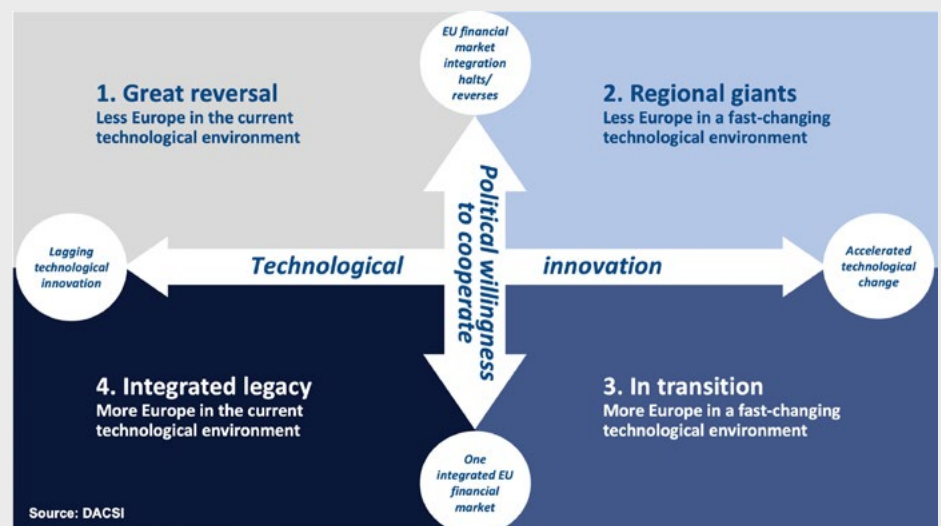 EU financial
market
integration
halts/
reverses
1. Great reversal
Less Europe in the current
technological environment
2. Regional giants
Less Europe in a fast-changing
technological environment
Political willingness
to cooperate
Lagging
technological
innovation
Technological innovation
Accelerated
technological
change
4. Integrated legacy
More Europe in the current
technological environment
3. In transition
More Europe in a fast-changing
technological environment
One
integrated EU
financial
market
Source: DACSI